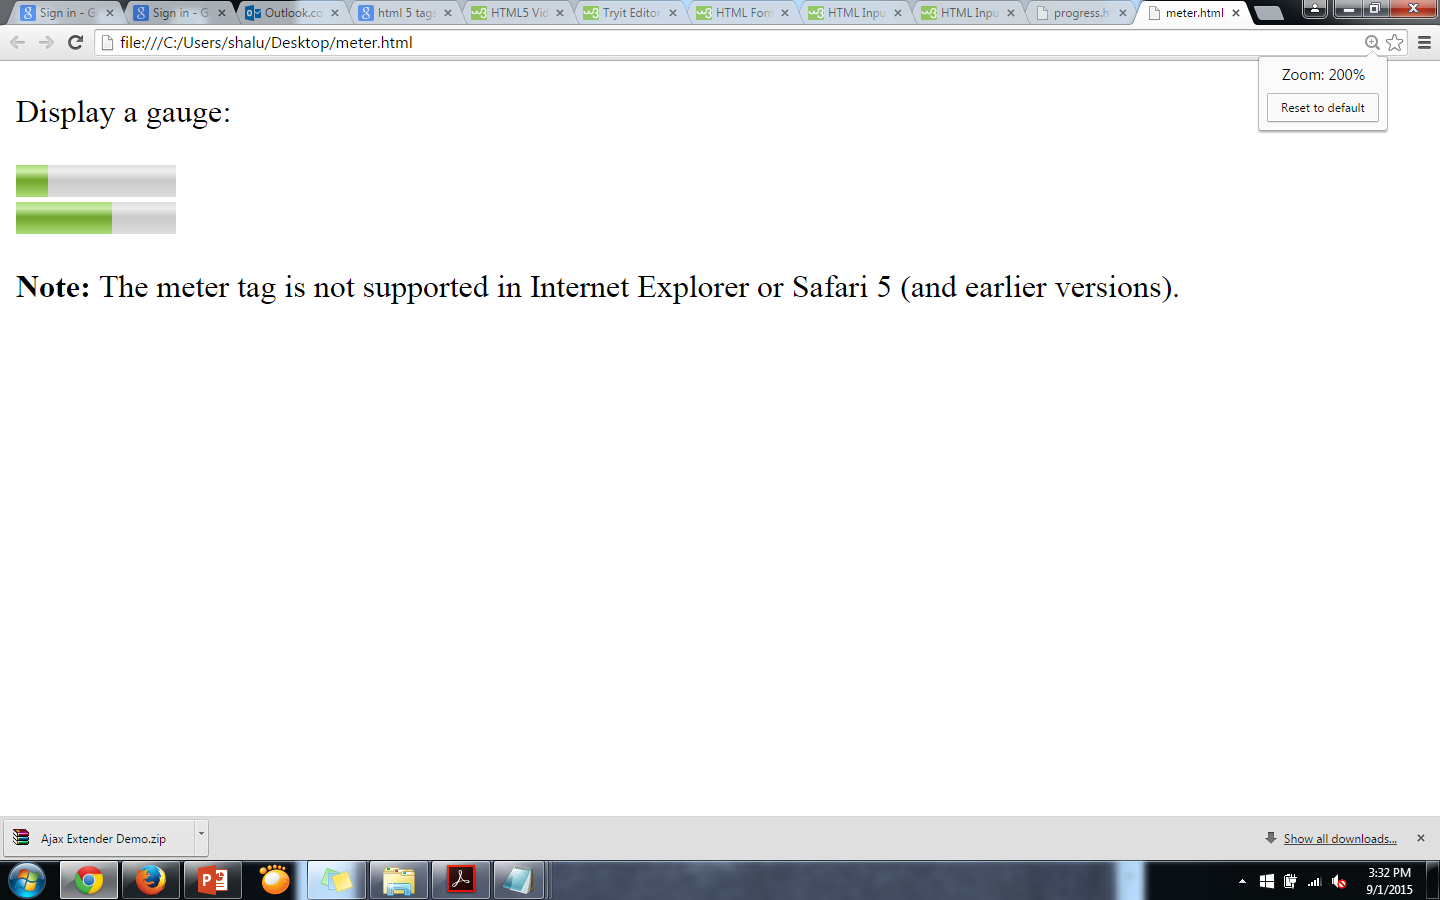 Sign in - G
Sign in - G
Outlook.co
html 5 tags
HTML5 Vid
Tryit Editor
HTML Form
HTML Inpu
HTML Inpu
progress.h
meter.html
file:///C:/Users/shalu/Desktop/meter.html
Zoom: 200%
Reset to default
Display a gauge:
Note: The meter tag is not supported in Internet Explorer or Safari 5 (and earlier versions).
Ajax Extender Demo.zip
Show all downloads...
3:32 PM
9/1/2015